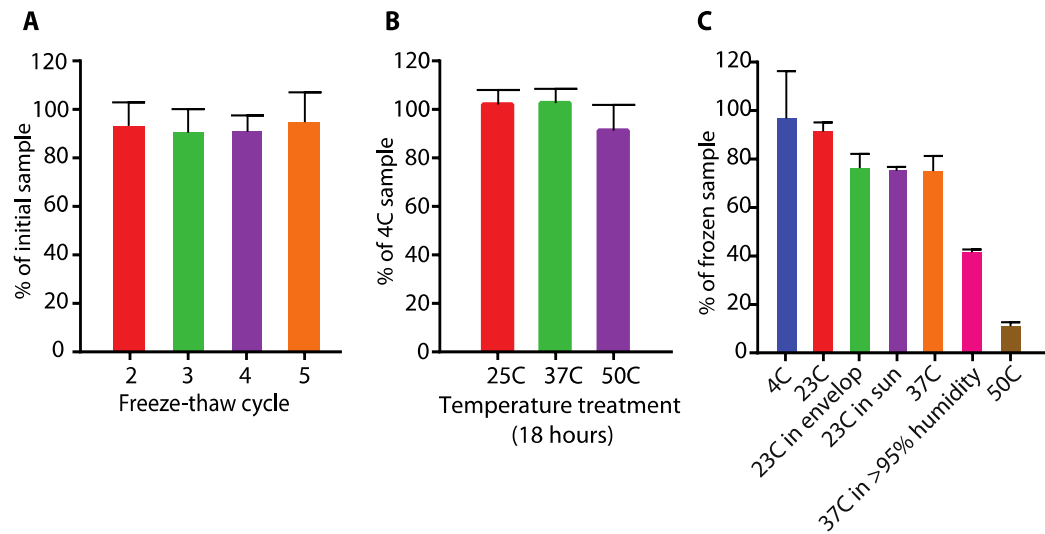 A
% of initial sample
120
100
80
60
40
20
0
2 3 4 5
Freeze-thaw cycle
B
% of 4C sample
120
100
80
60
40
20
0
25C 37C 50C
Temperature treatment
(18 hours)
C
% of frozen sample
120
100
80
60
40
20
0
4C
23C
23C in envelop
23C in sun
37C
37C in >95% humidity
50C